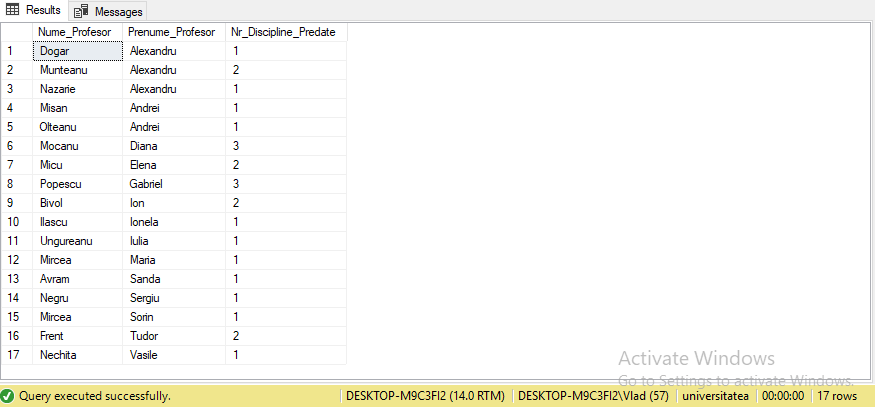 Results Messages
Nume_Profesor Prenume_Profesor Nr_Discipline_Predate
1 Dogar Alexandru 1
2 Munteanu Alexandru 2
3 Nazarie Alexandru 1
4 Misan Andrei 1
5 Olteanu Andrei 1
6 Mocanu Diana 3
7 Micu Elena 2
8 Popescu Gabriel 3
9 Bivol Ion 2
10 Ilascu Ionela 1
11 Ungureanu Iulia 1
12 Mircea Maria 1
13 Avram Sanda 1
14 Negru Sergiu 1
15 Mircea Sorin 1
16 Frent Tudor 2
17 Nechita Vasile 1
Activate Windows
Go to Settings to activate Windows.
Query executed successfully. DESKTOP-M9C3FI2 (14.0 RTM) DESKTOP-M9C3FI2\Vlad (57) universitatea 00:00:00 17 rows